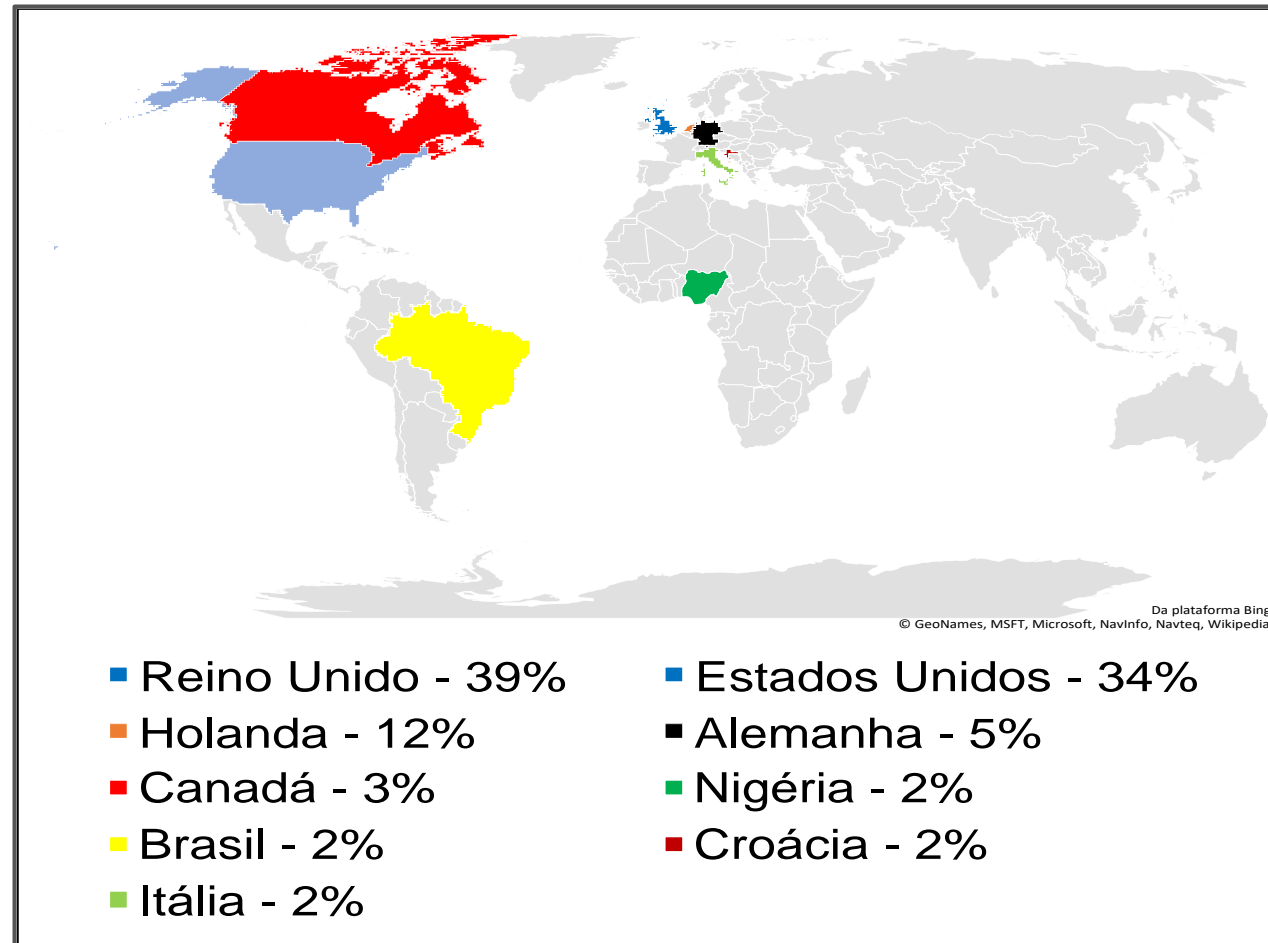 Da plataforma Bing
© GeoNames, MSFT, Microsoft, NavInfo, Navteq, Wikipedia
Reino Unido - 39%
Estados Unidos - 34%
Holanda - 12%
Alemanha - 5%
Canadá - 3%
Nigéria - 2%
Brasil - 2%
Croácia - 2%
Itália - 2%